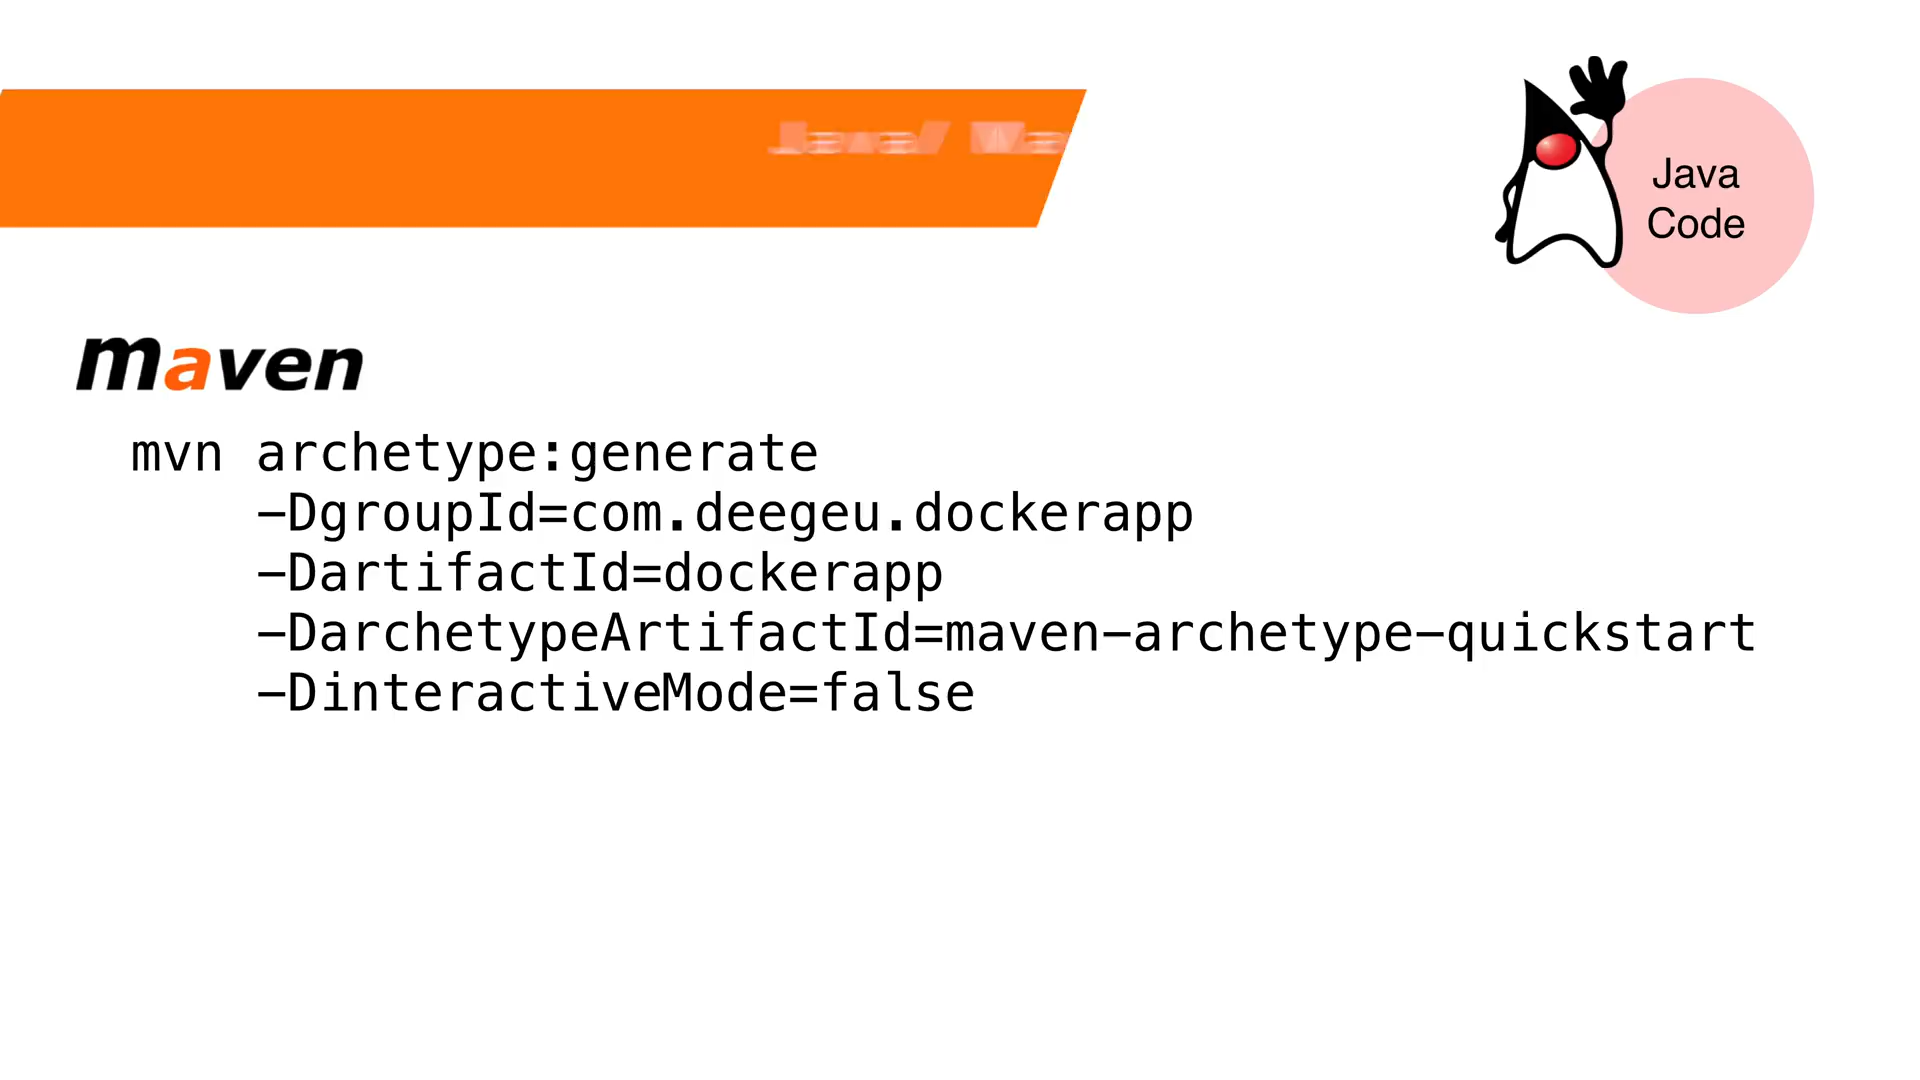 Java
Code
maven
mvn archetype:generate
-DgroupId=com.deegeu.dockerapp
-DartifactId=dockerapp
-DarchetypeArtifactId=maven-archetype-quickstart
-DinteractiveMode=false